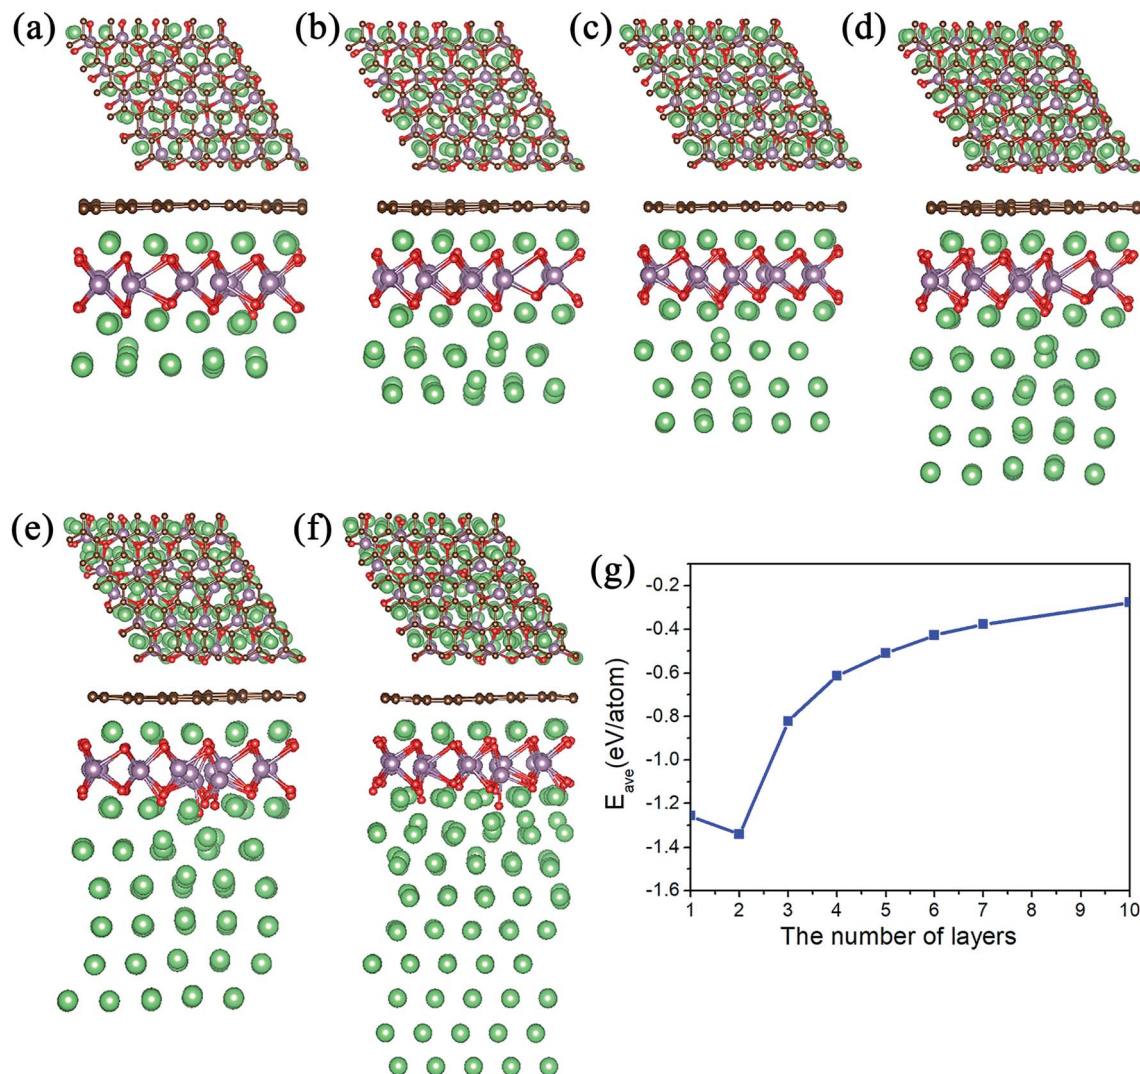 (a) (b) (c) (d)
(e) (f) (g)
-0.2
-0.4
-0.6
-0.8
-1.0
-1.2
-1.4
-1.6
E_ave(eV/atom)
1 2 3 4 5 6 7 8 9 10
The number of layers